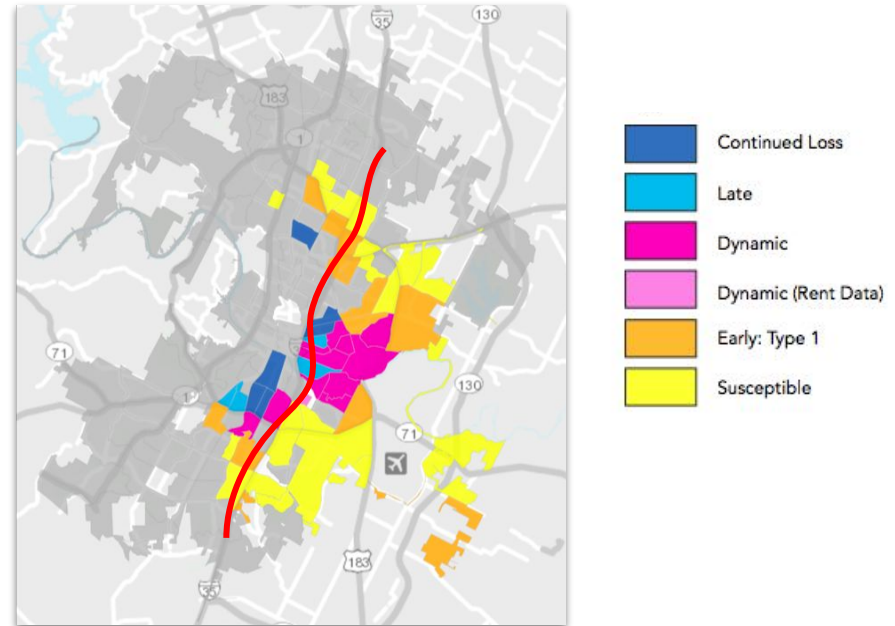 35
130
183
1
71
1
130
71
183
35
Continued Loss
Late
Dynamic
Dynamic (Rent Data)
Early: Type 1
Susceptible